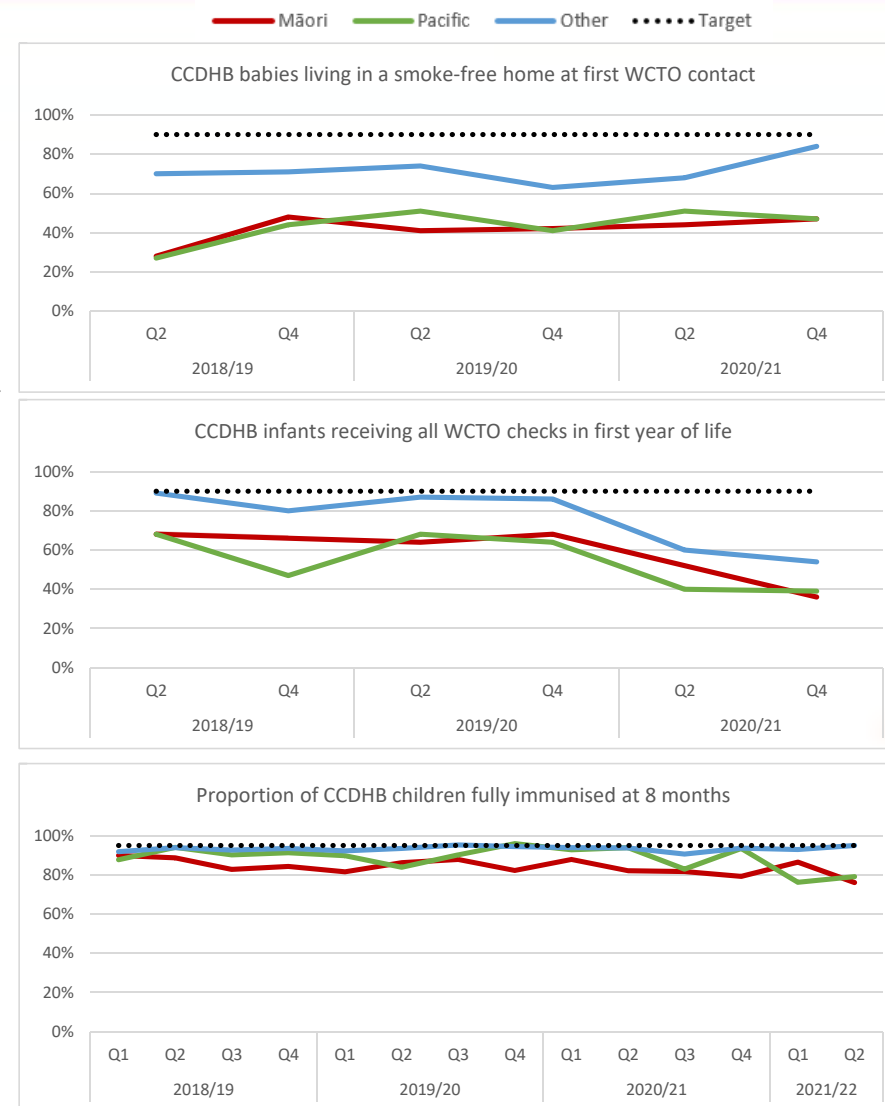 Māori Pacific Other Target
CCDHB babies living in a smoke-free home at first WCTO contact
100%
80%
60%
40%
20%
0%
Q2 Q4 Q2 Q4 Q2 Q4
2018/19 2019/20 2020/21
CCDHB infants receiving all WCTO checks in first year of life
100%
80%
60%
40%
20%
0%
Q2 Q4 Q2 Q4 Q2 Q4
2018/19 2019/20 2020/21
Proportion of CCDHB children fully immunised at 8 months
100%
80%
60%
40%
20%
0%
Q1 Q2 Q3 Q4 Q1 Q2 Q3 Q4 Q1 Q2 Q3 Q4 Q1 Q2
2018/19 2019/20 2020/21 2021/22